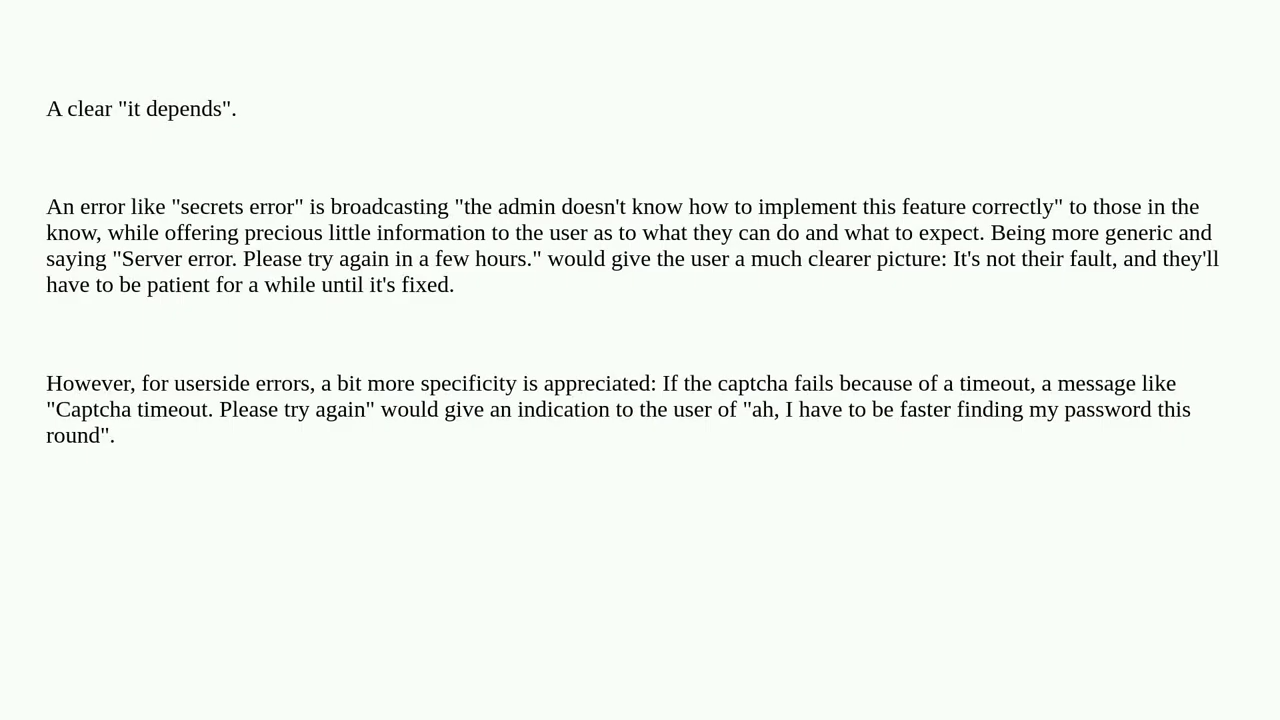 A clear "it depends".
An error like "secrets error" is broadcasting "the admin doesn't know how to implement this feature correctly" to those in the
know, while offering precious little information to the user as to what they can do and what to expect. Being more generic and
saying "Server error. Please try again in a few hours." would give the user a much clearer picture: It's not their fault, and they'll
have to be patient for a while until it's fixed.
However, for userside errors, a bit more specificity is appreciated: If the captcha fails because of a timeout, a message like
"Captcha timeout. Please try again" would give an indication to the user of "ah, I have to be faster finding my password this
round".